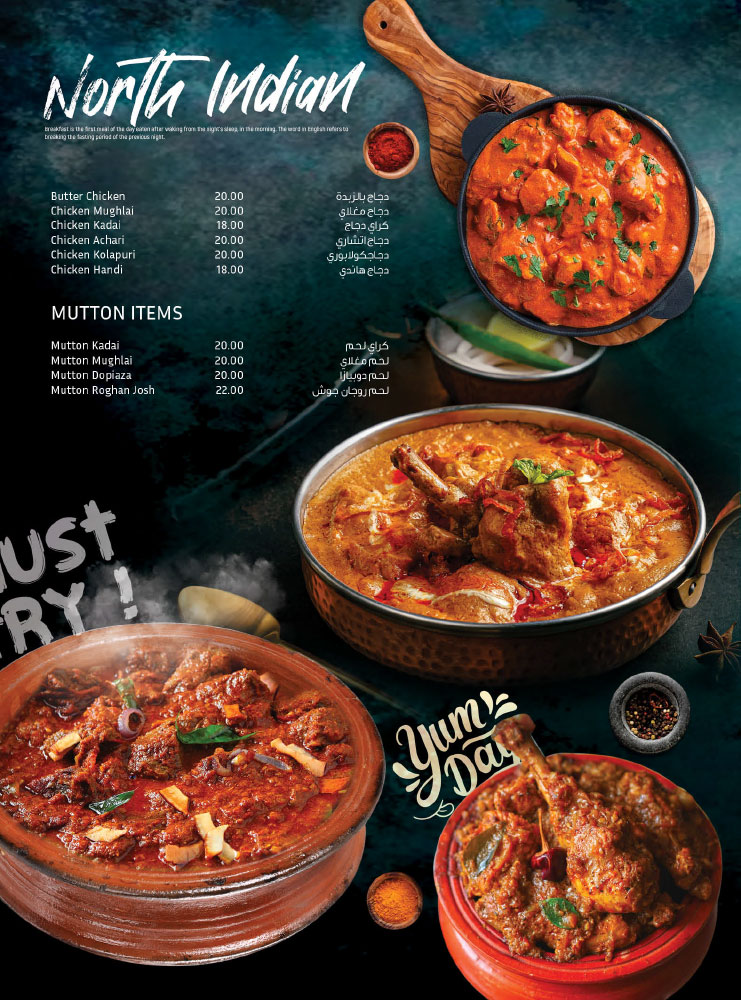 North Indian
Breakfast is the first meal of the day eaten after waking from the night's sleep, in the morning. The word in English refers to
breaking the fasting period of the previous night.
Butter Chicken 20.00 دجاج بالزبدة
Chicken Mughlai 20.00 دجاج مغلاي
Chicken Kadai 18.00 كراي دجاج
Chicken Achari 20.00 دجاج اتشاري
Chicken Kolapuri 20.00 دجاجكولابوري
Chicken Handi 18.00 دجاج هاندي
MUTTON ITEMS
Mutton Kadai 20.00 كراي لحم
Mutton Mughlai 20.00 لحم مغلاي
Mutton Dopiaza 20.00 لحم دوبيازا
Mutton Roghan Josh 22.00 لحم روجان جوش
UST
TRY !
Yum
Day